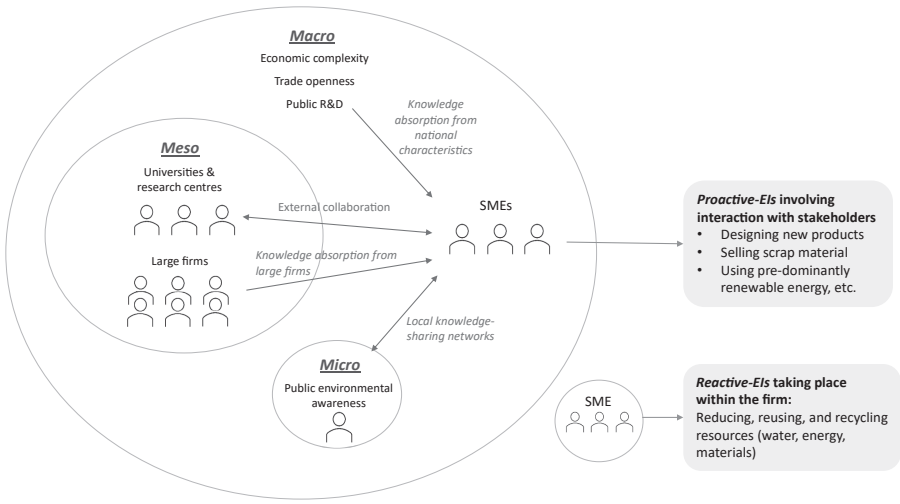 Macro
Economic complexity
Trade openness
Public R&D
Knowledge
absorption from
national
characteristics
Meso
Universities &
research centres
External collaboration
SMEs
Large firms
Knowledge absorption from
large firms
Local knowledge-
sharing networks
Micro
Public environmental
awareness
Proactive-EIs involving
interaction with stakeholders
• Designing new products
• Selling scrap material
• Using pre-dominantly
renewable energy, etc.
SME
Reactive-EIs taking place
within the firm:
Reducing, reusing, and recycling
resources (water, energy,
materials)